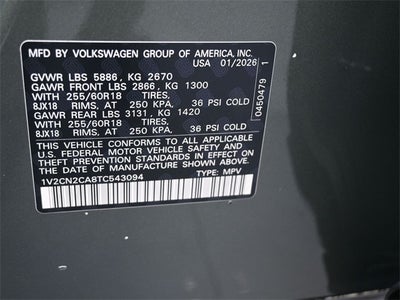 MFD BY VOLKSWAGEN GROUP OF AMERICA, INC.
USA 01/2026
GVWR LBS 5886, KG 2670
GAWR FRONT LBS 2866, KG 1300
WITH 255/60R18 TIRES,
8JX18 RIMS, AT 250 KPA, 36 PSI COLD
GAWR REAR LBS 3131, KG 1420
WITH 255/60R18 TIRES,
8JX18 RIMS, AT 250 KPA, 36 PSI COLD
THIS VEHICLE CONFORMS TO ALL APPLICABLE
U.S. FEDERAL MOTOR VEHICLE SAFETY, BUMPER, AND
THEFT PREVENTION STANDARDS IN EFFECT ON
THE DATE OF MANUFACTURE SHOWN ABOVE.
1V2CN2CA8TC543094 TYPE: MPV
0450479 1